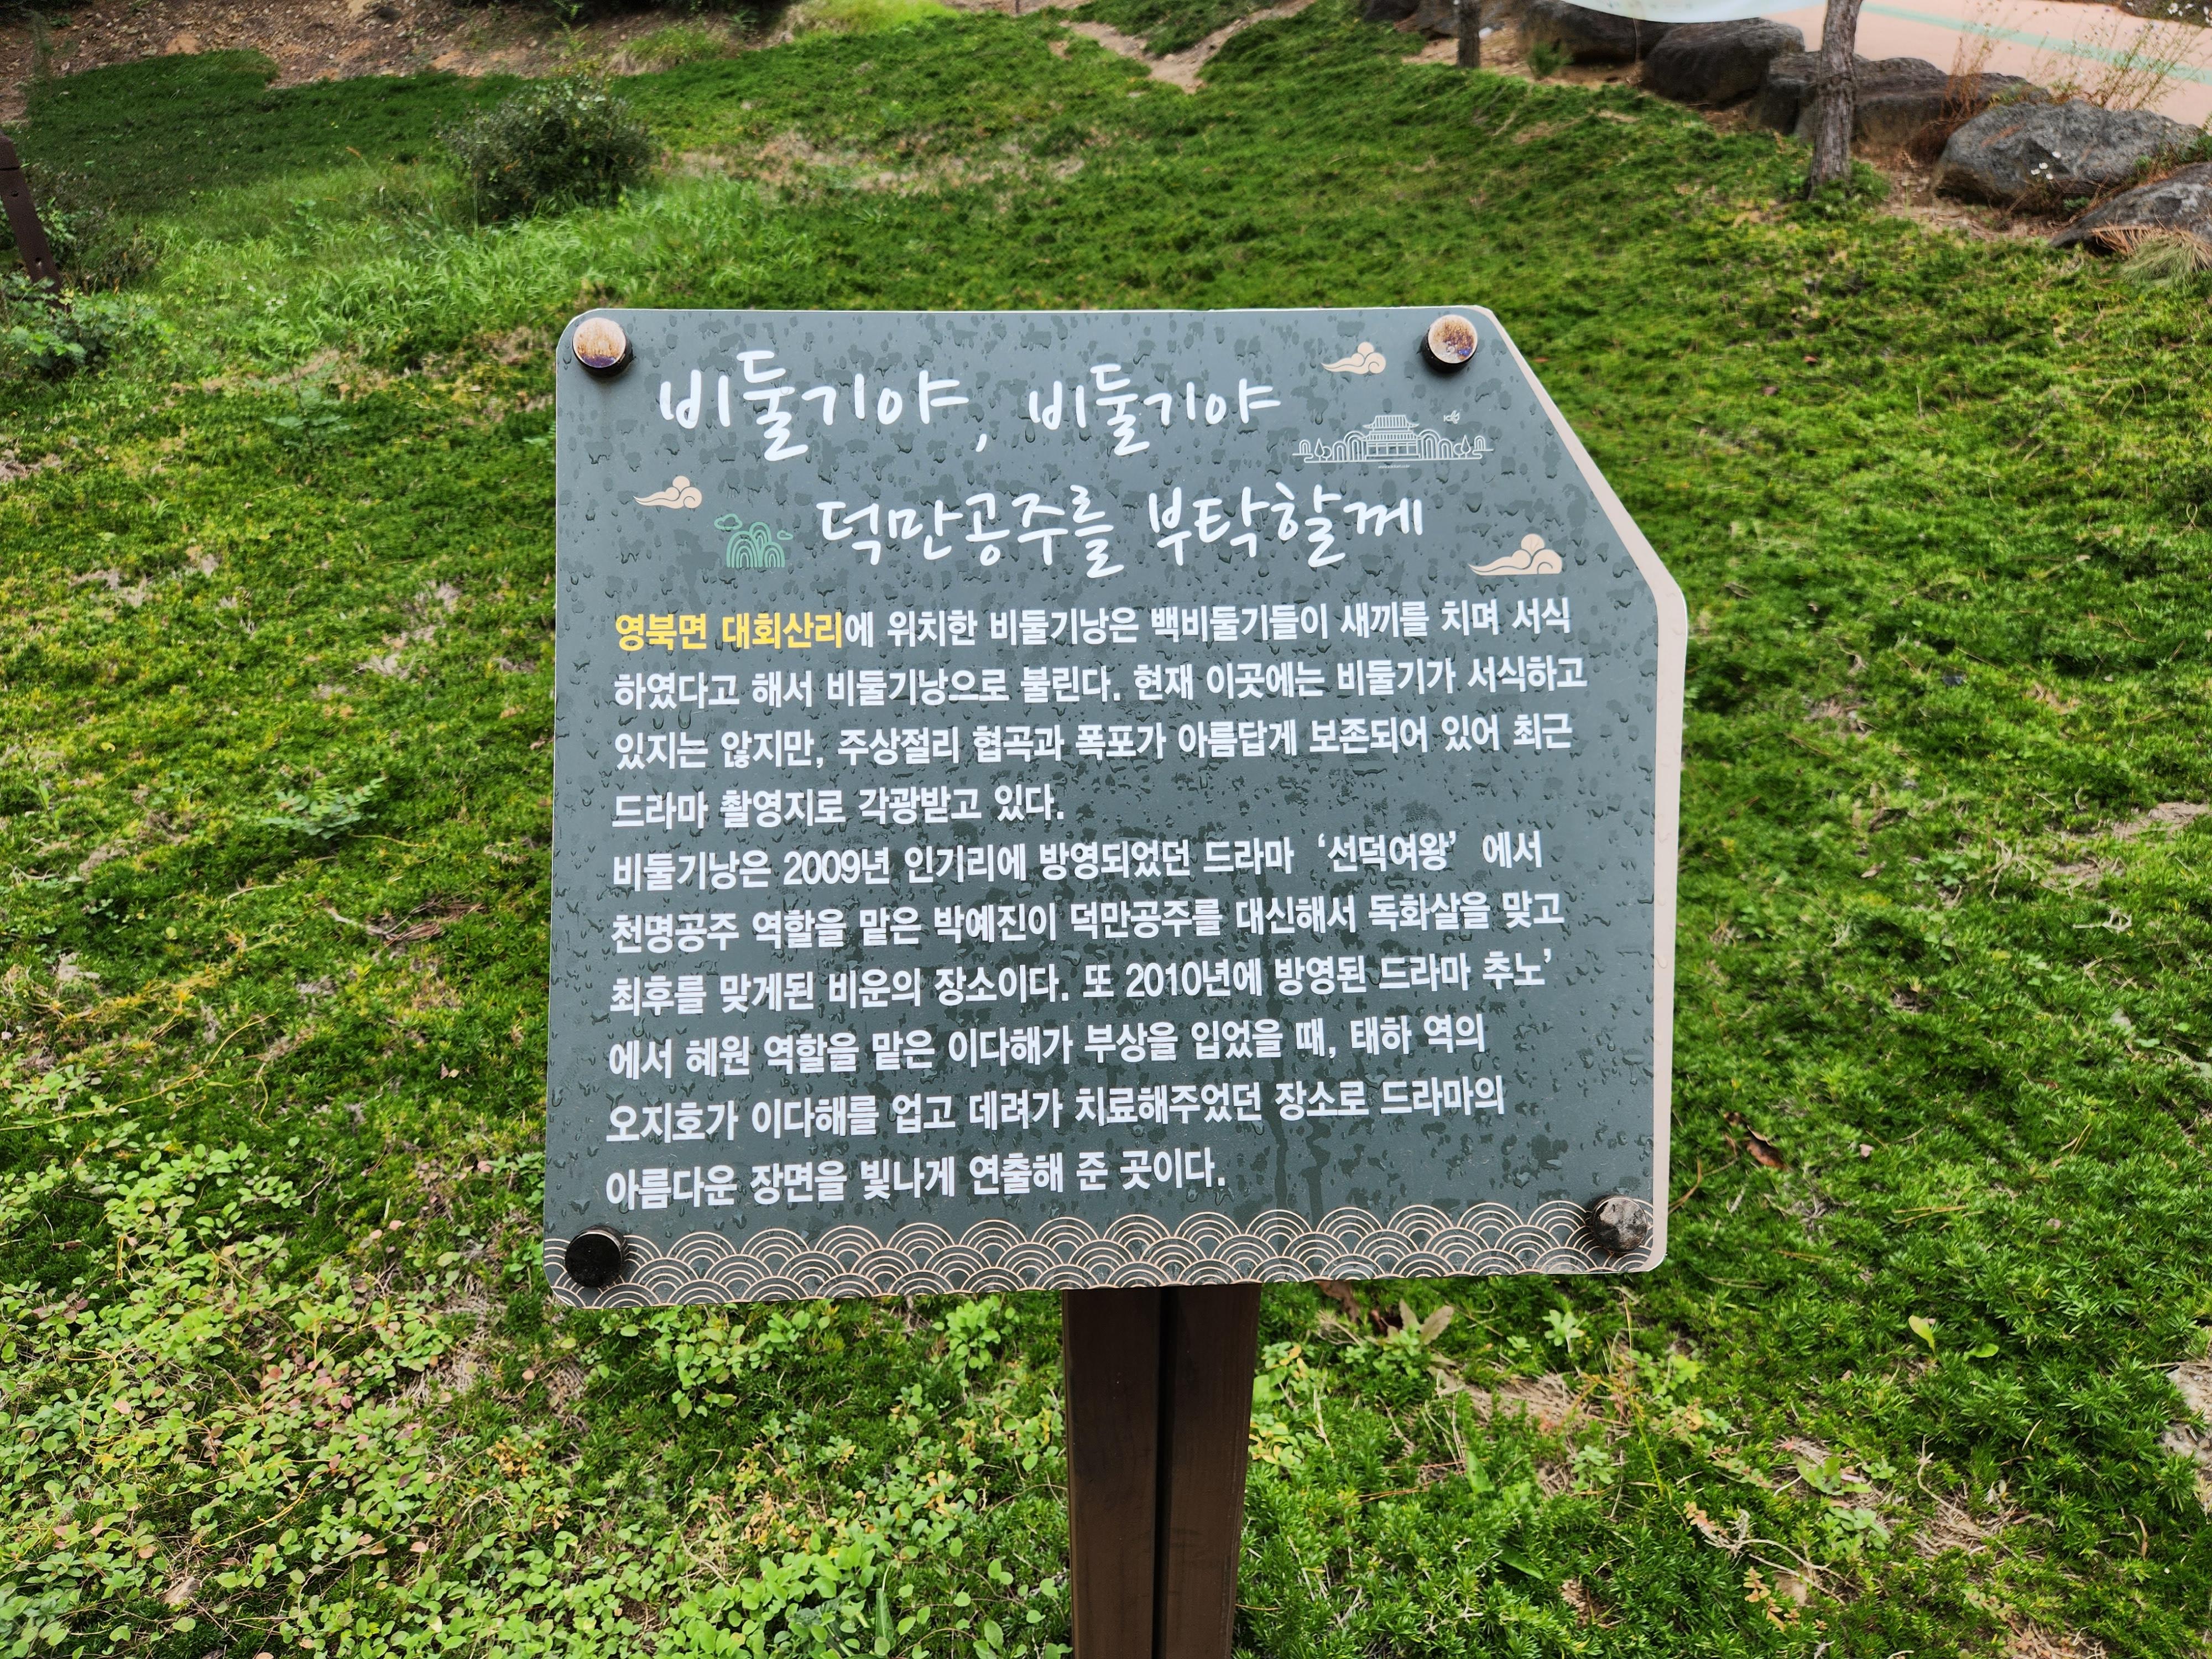 비둘기야, 비둘기야
덕만공주를 부탁할께
영북면 대회산리에 위치한 비둘기낭은 백비둘기들이 새끼를 치며 서식
하였다고 해서 비둘기낭으로 불린다. 현재 이곳에는 비둘기가 서식하고
있지는 않지만, 주상절리 협곡과 폭포가 아름답게 보존되어 있어 최근
드라마 촬영지로 각광받고 있다.
비둘기낭은 2009년 인기리에 방영되었던 드라마 ‘선덕여왕’ 에서
천명공주 역할을 맡은 박예진이 덕만공주를 대신해서 독화살을 맞고
최후를 맞게된 비운의 장소이다. 또 2010년에 방영된 드라마 추노’
에서 혜원 역할을 맡은 이다해가 부상을 입었을 때, 태하 역의
오지호가 이다해를 업고 데려가 치료해주었던 장소로 드라마의
아름다운 장면을 빛나게 연출해 준 곳이다.